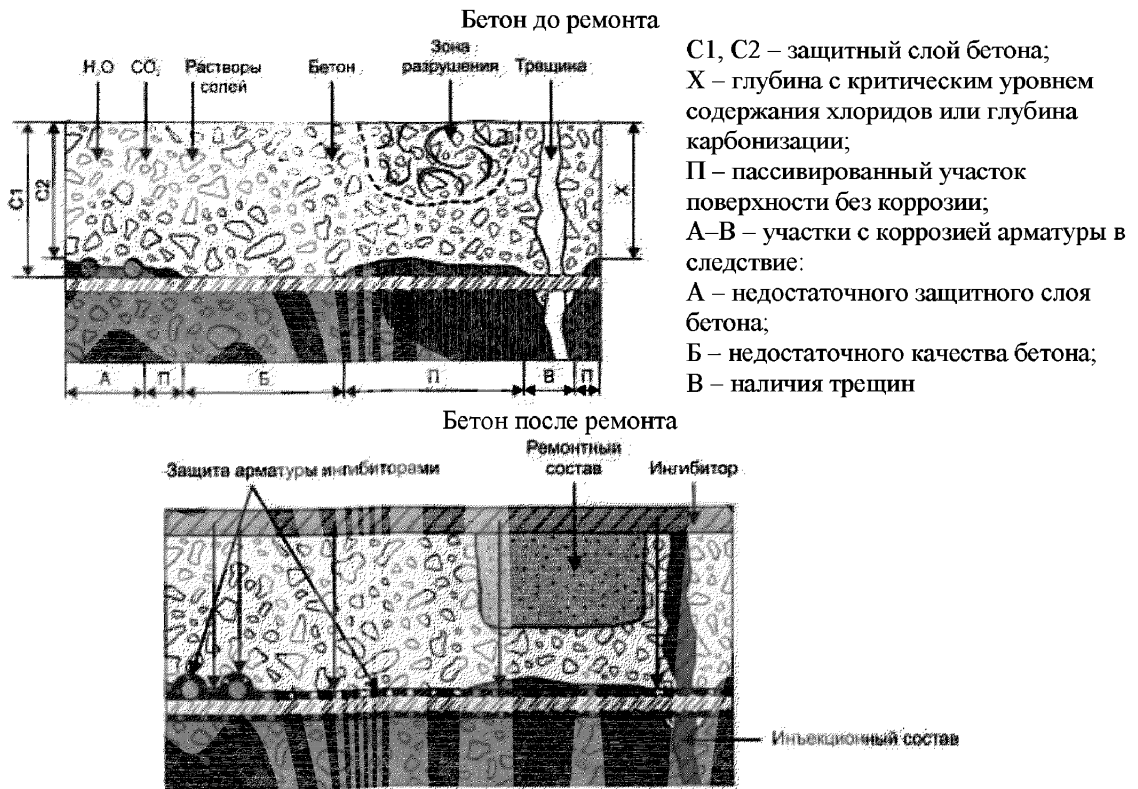 Бетон до ремонта
H₂O CO₂ Растворы солей Бетон Зона разрушения Трещина
C1
C2
X
А П Б П В П
С1, С2 – защитный слой бетона;
Х – глубина с критическим уровнем
содержания хлоридов или глубина
карбонизации;
П – пассивированный участок
поверхности без коррозии;
А–В – участки с коррозией арматуры в
следствие:
А – недостаточного защитного слоя
бетона;
Б – недостаточного качества бетона;
В – наличия трещин
Бетон после ремонта
Защита арматуры ингибиторами
Ремонтный
состав
Ингибитор
Инъекционный состав